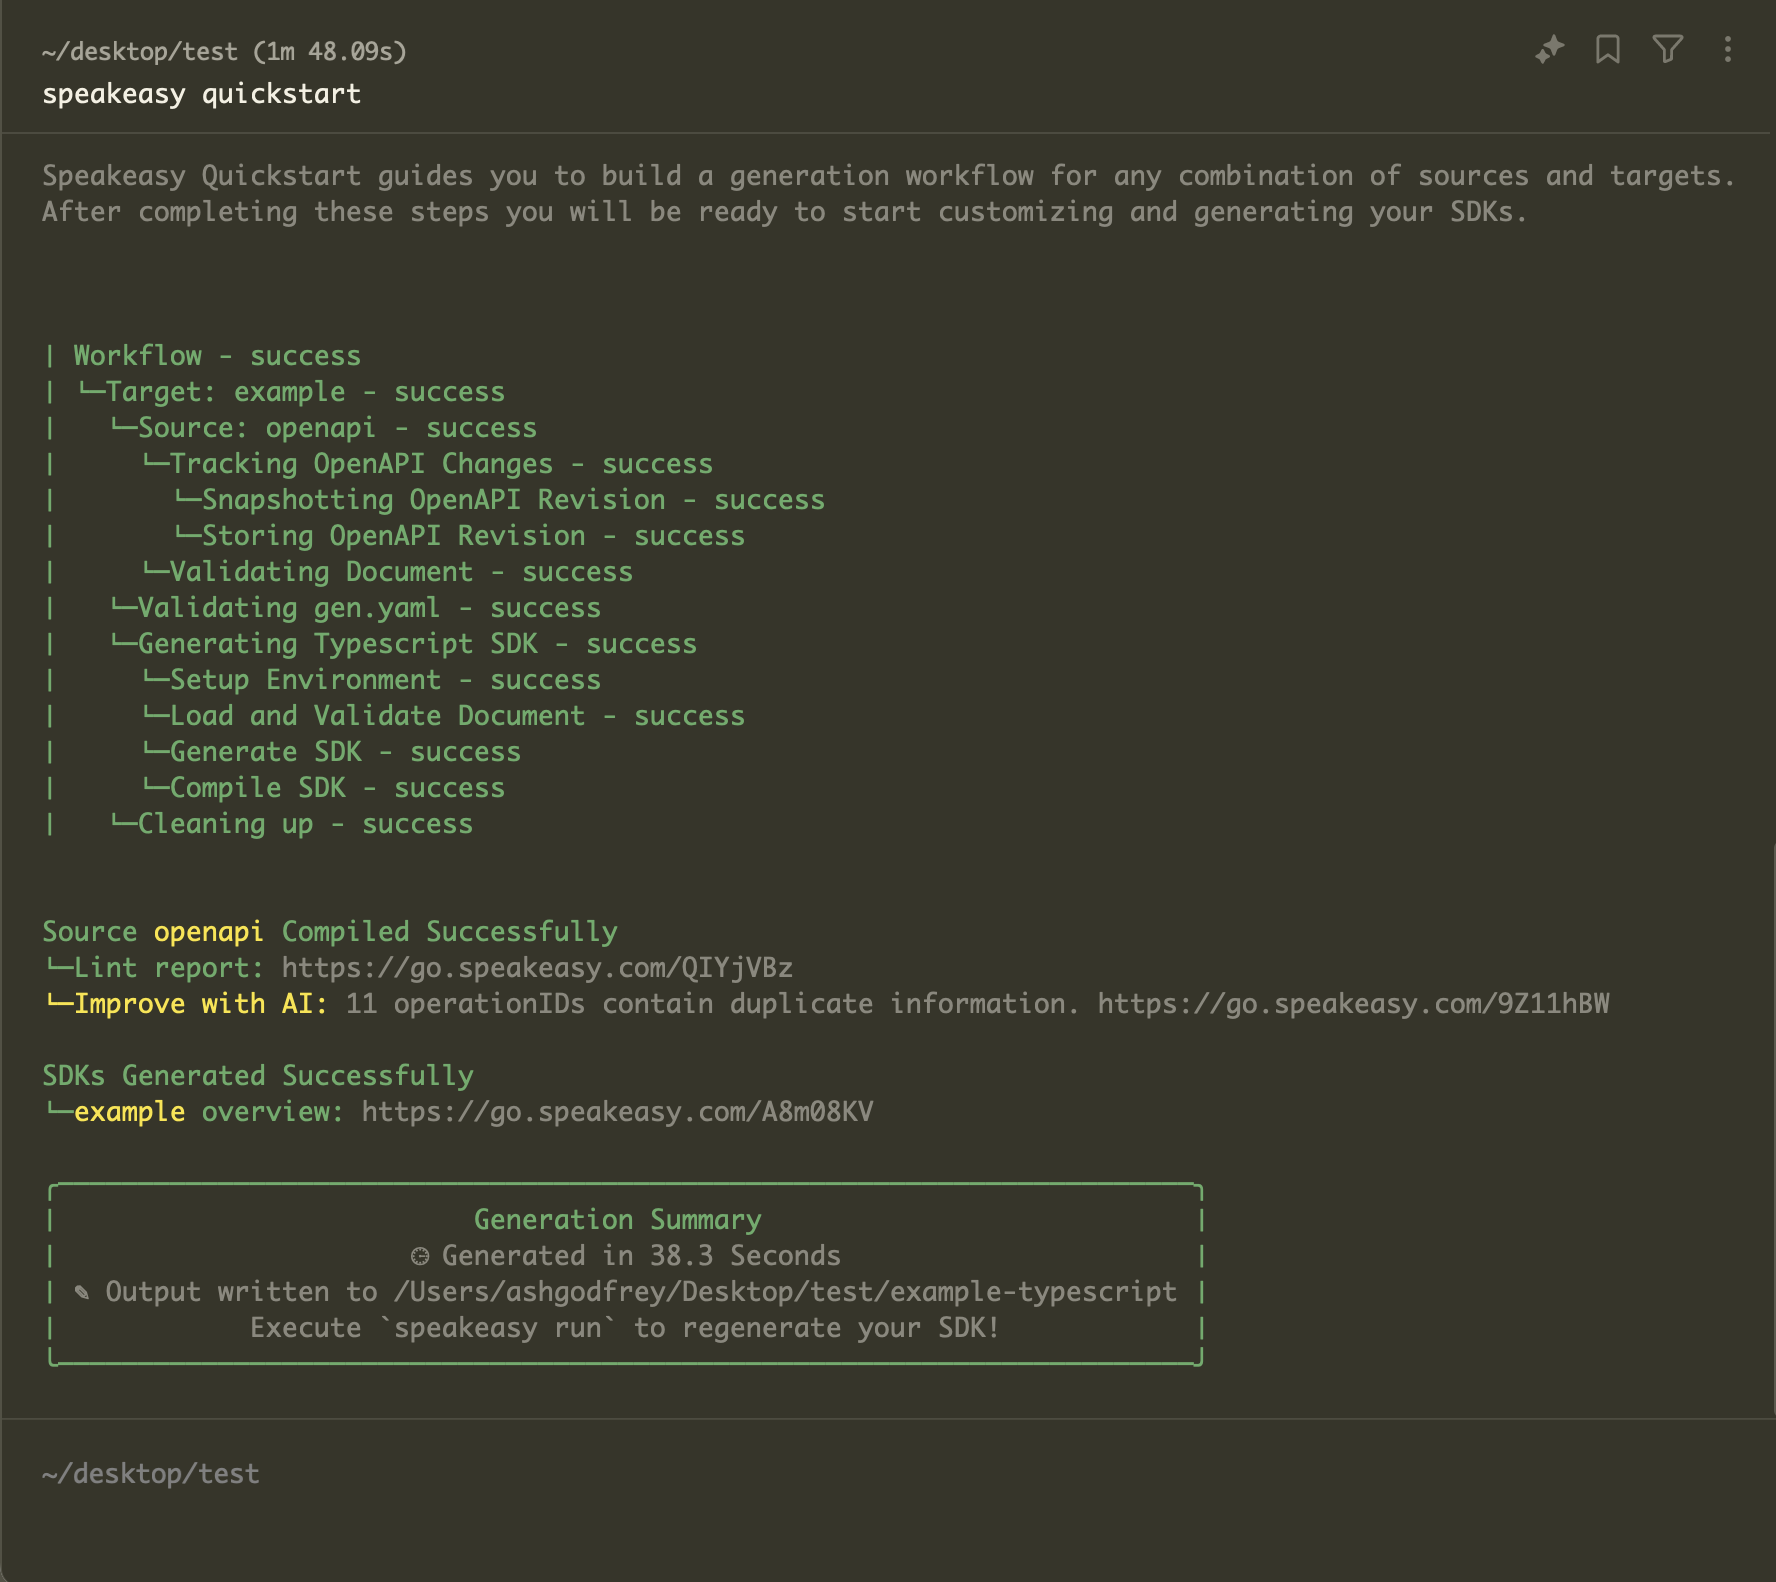 ~/desktop/test (1m 48.09s)
speakeasy quickstart
Speakeasy Quickstart guides you to build a generation workflow for any combination of sources and targets.
After completing these steps you will be ready to start customizing and generating your SDKs.
| Workflow - success
| └─Target: example - success
|   └─Source: openapi - success
|     └─Tracking OpenAPI Changes - success
|       └─Snapshotting OpenAPI Revision - success
|       └─Storing OpenAPI Revision - success
|     └─Validating Document - success
|   └─Validating gen.yaml - success
|   └─Generating Typescript SDK - success
|     └─Setup Environment - success
|     └─Load and Validate Document - success
|     └─Generate SDK - success
|     └─Compile SDK - success
|   └─Cleaning up - success
Source openapi Compiled Successfully
└─Lint report: https://go.speakeasy.com/QIYjVBz
└─Improve with AI: 11 operationIDs contain duplicate information. https://go.speakeasy.com/9Z11hBW
SDKs Generated Successfully
└─example overview: https://go.speakeasy.com/A8m08KV
Generation Summary
◴ Generated in 38.3 Seconds
✎ Output written to /Users/ashgodfrey/Desktop/test/example-typescript
Execute `speakeasy run` to regenerate your SDK!
~/desktop/test